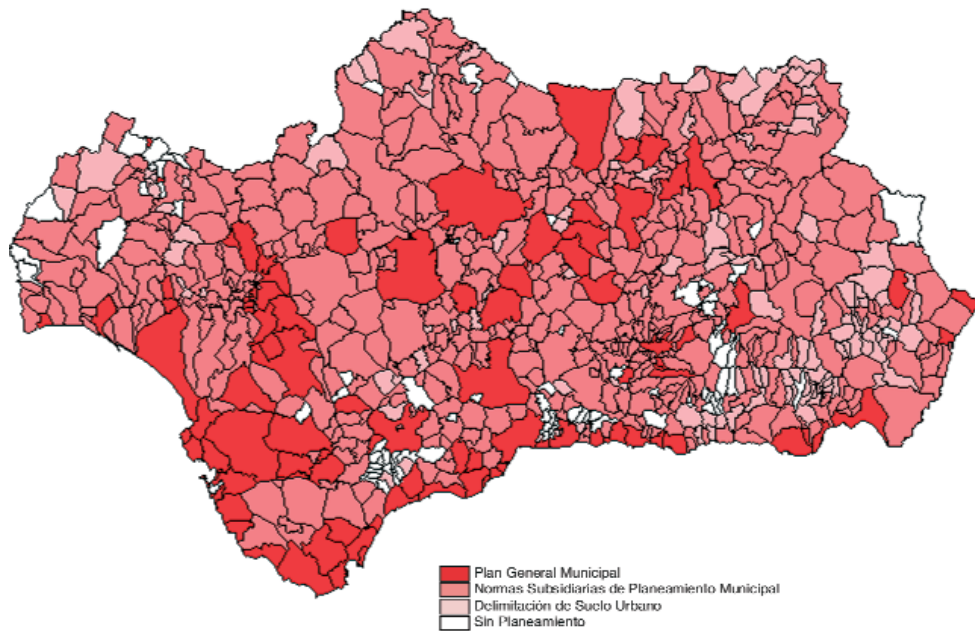 Plan General Municipal
Normas Subsidiarias de Planeamiento Municipal
Delimitación de Suelo Urbano
Sin Planeamiento